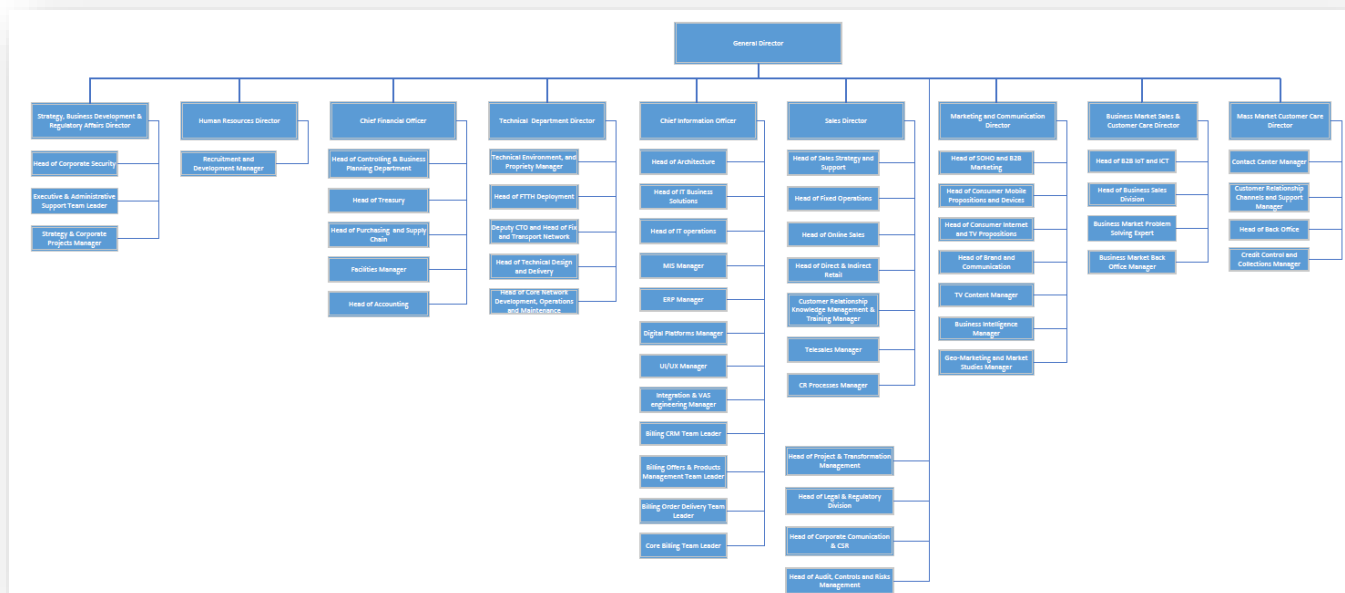 General Director
Strategy, Business Development &
Regulatory Affairs Director
Head of Corporate Security
Executive & Administrative
Support Team Leader
Strategy & Corporate
Projects Manager
Human Resources Director
Recruitment and
Development Manager
Chief Financial Officer
Head of Controling & Business
Planning Department
Head of Treasury
Head of Purchasing and Supply
Chain
Facilities Manager
Head of Accounting
Technical Department Director
Technical Environment, and
Propriety Manager
Head of FTTH Deployment
Deputy CTO and Head of Fix
and Transport Network
Head of Technical Design
and Delivery
Head of Core Network
Development, Operations
and Maintenance
Chief Information Officer
Head of Architecture
Head of IT Business
Solutions
Head of IT operations
MIS Manager
ERP Manager
Digital Platforms Manager
UI/UX Manager
Integration & VAS
engineering Manager
Billing CRM Team Leader
Billing Offers & Products
Management Team Leader
Billing Order Delivery Team
Leader
Core Billing Team Leader
Sales Director
Head of Sales Strategy and
Support
Head of Fixed Operations
Head of Online Sales
Head of Direct & Indirect
Retail
Customer Relationship
Knowledge Management &
Training Manager
Telesales Manager
CR Processes Manager
Head of Project & Transformation
Management
Head of Legal & Regulatory
Division
Head of Corporate Comunication
& CSR
Head of Audit, Controls and Risks
Management
Marketing and Communication
Director
Head of SOHO and B2B
Marketing
Head of Consumer Mobile
Propositions and Devices
Head of Consumer Internet
and TV Propositions
Head of Brand and
Communication
TV Content Manager
Business Intelligence
Manager
Geo-Marketing and Market
Studies Manager
Business Market Sales &
Customer Care Director
Head of B2B IoT and ICT
Head of Business Sales
Division
Business Market Problem
Solving Expert
Business Market Back
Office Manager
Mass Market Customer Care
Director
Contact Center Manager
Customer Relationship
Channels and Support
Manager
Head of Back Office
Credit Control and
Collections Manager